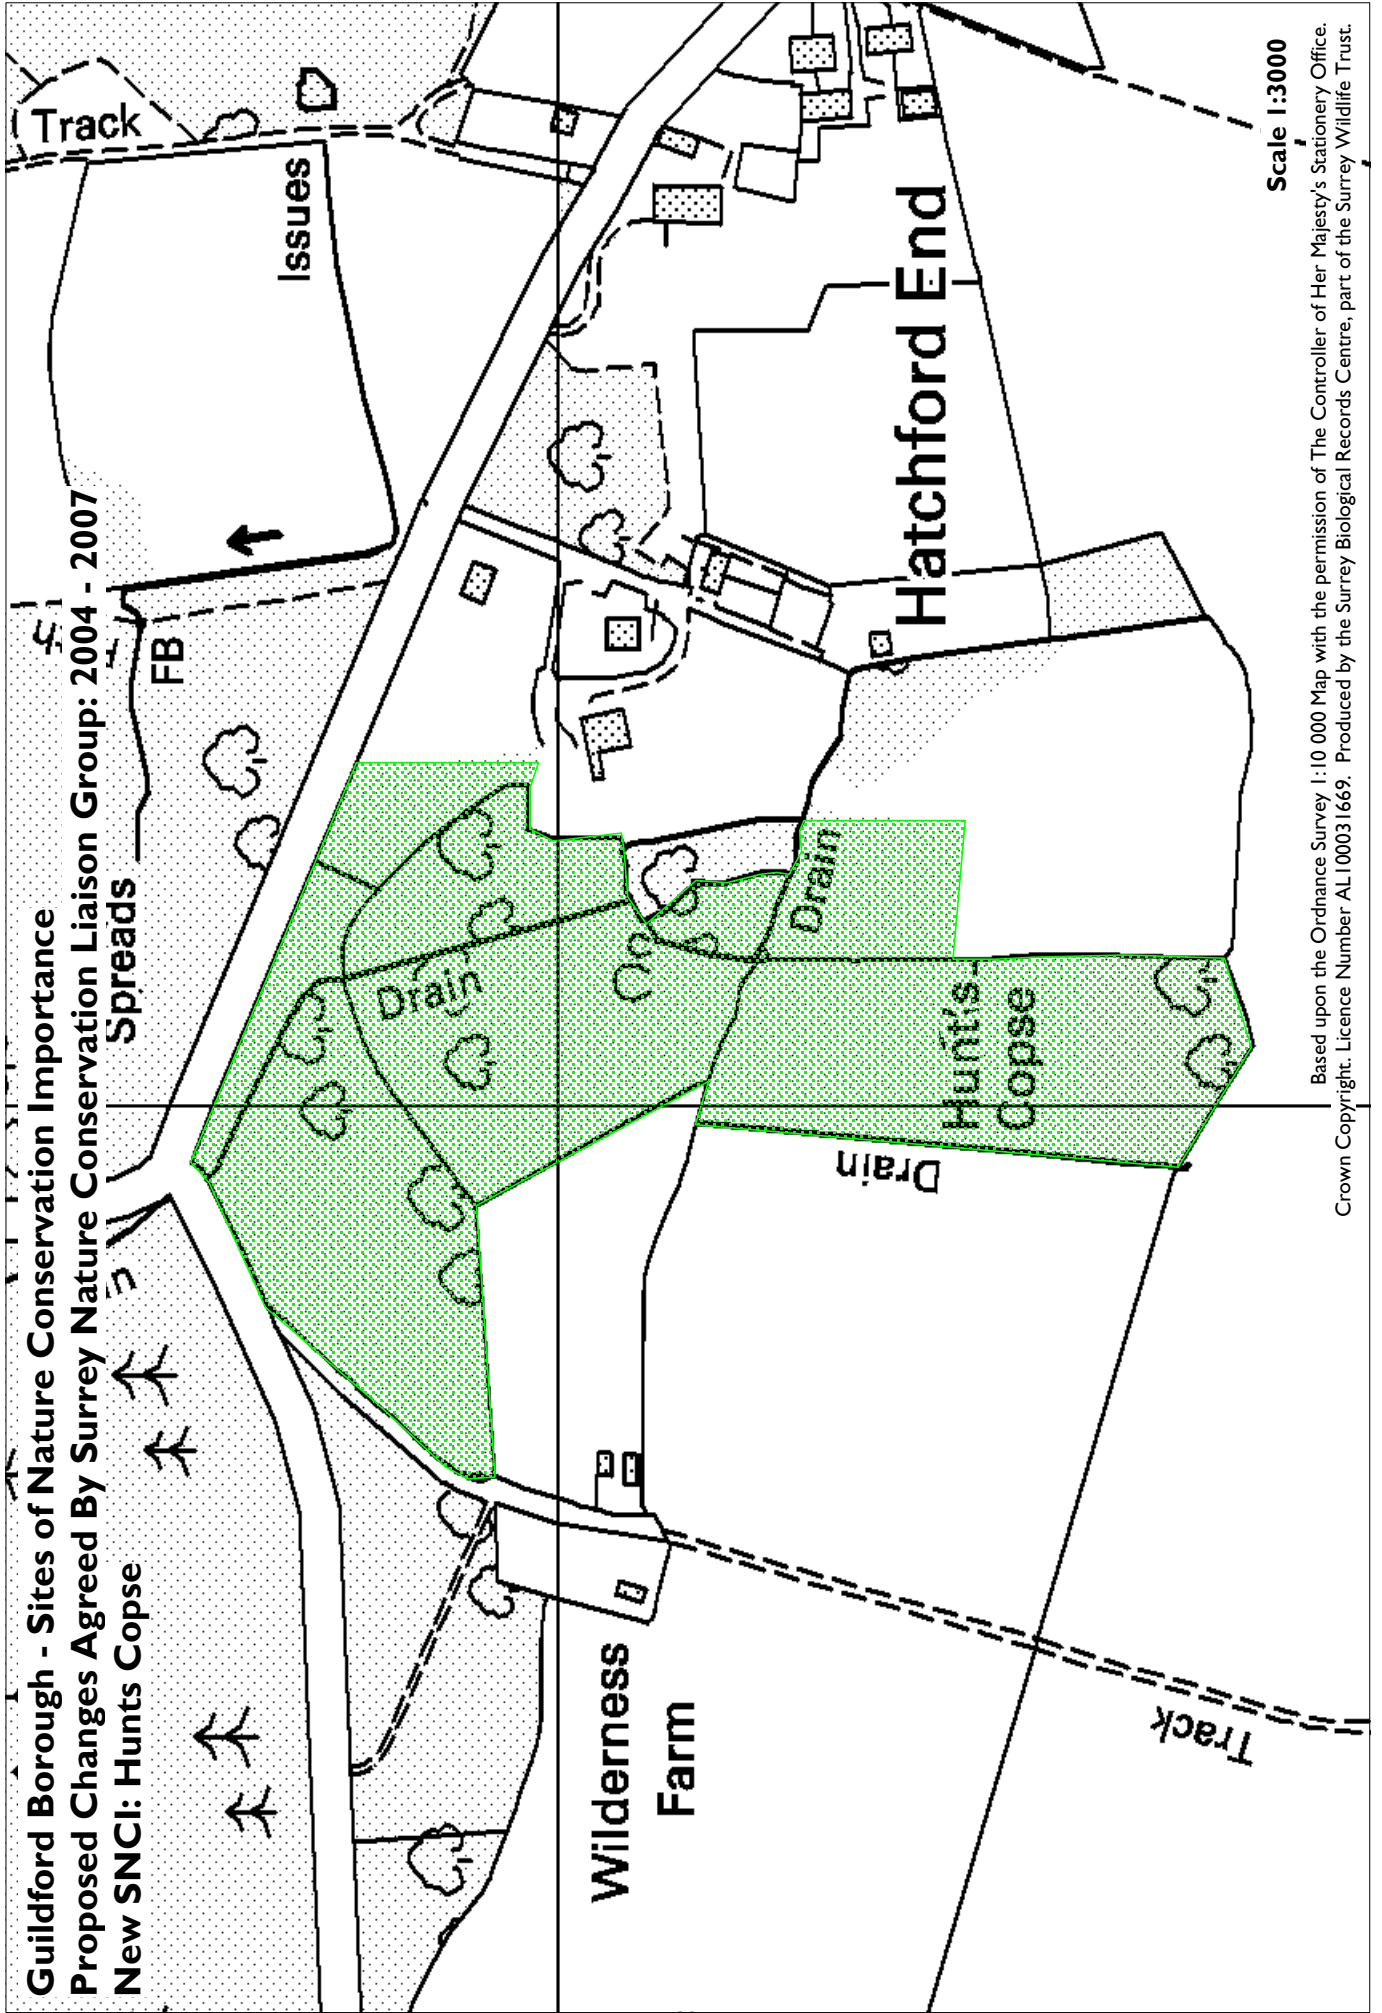 Guildford Borough - Sites of Nature Conservation Importance
Proposed Changes Agreed By Surrey Nature Conservation Liaison Group: 2004 - 2007
New SNCI: Hunts Copse
Track
Issues
FB
Spreads
Drain
Drain
Hunt's
Copse
Drain
Hatchford End
Wilderness
Farm
Track
Scale 1:3000
Based upon the Ordnance Survey 1:10 000 Map with the permission of The Controller of Her Majesty's Stationery Office.
Crown Copyright. Licence Number AL100031669. Produced by the Surrey Biological Records Centre, part of the Surrey Wildlife Trust.